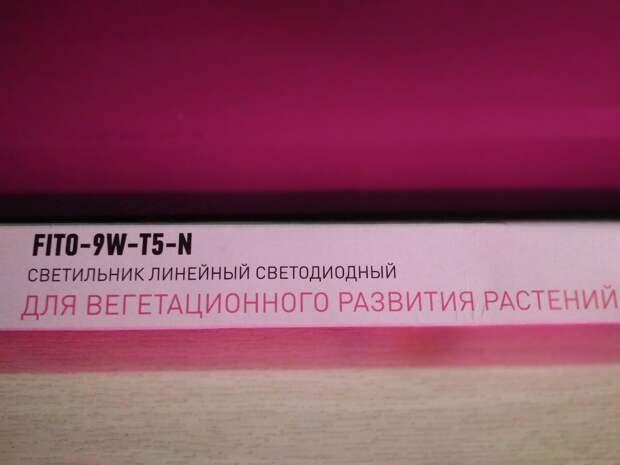 FITO-9W-T5-N
СВЕТИЛЬНИК ЛИНЕЙНЫЙ СВЕТОДИОДНЫЙ
ДЛЯ ВЕГЕТАЦИОННОГО РАЗВИТИЯ РАСТЕНИЙ